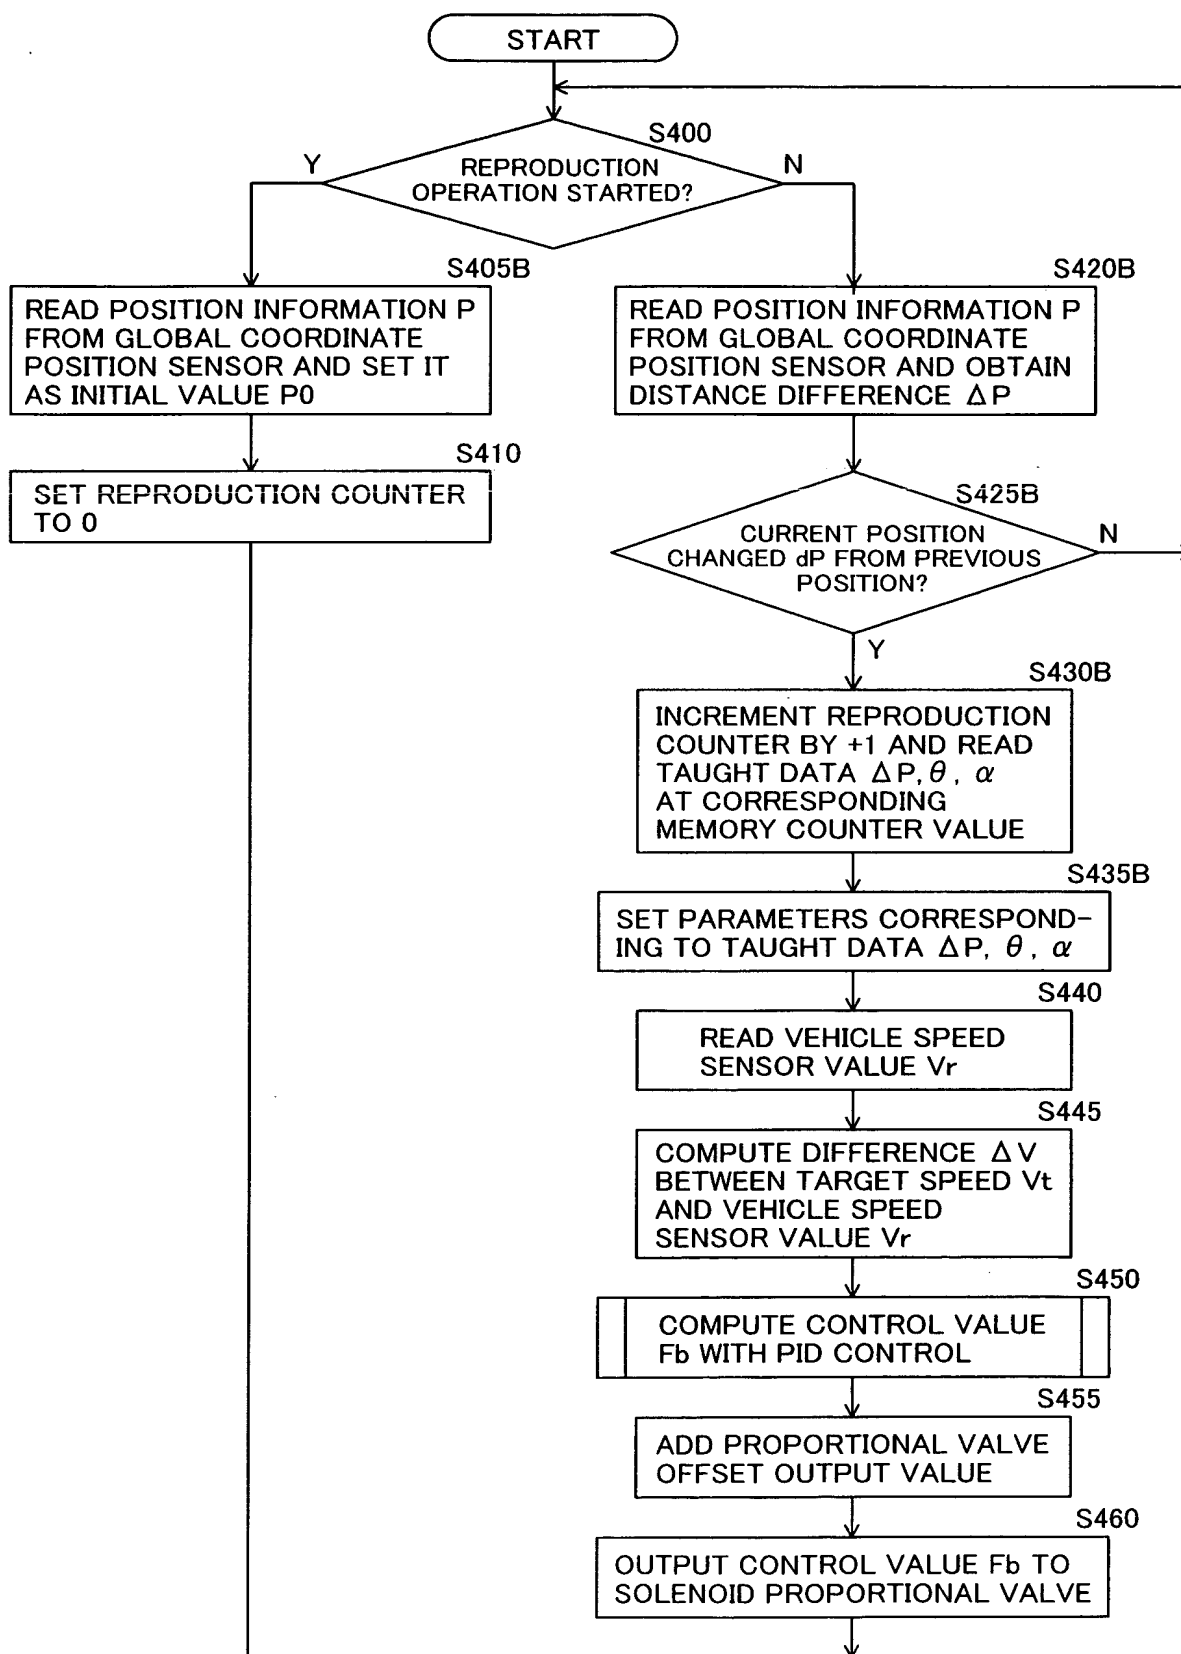 START
S400
Y
REPRODUCTION
OPERATION STARTED?
N
S405B
READ POSITION INFORMATION P
FROM GLOBAL COORDINATE
POSITION SENSOR AND SET IT
AS INITIAL VALUE P0
S410
SET REPRODUCTION COUNTER
TO 0
S420B
READ POSITION INFORMATION P
FROM GLOBAL COORDINATE
POSITION SENSOR AND OBTAIN
DISTANCE DIFFERENCE ΔP
S425B
CURRENT POSITION
CHANGED dP FROM PREVIOUS
POSITION?
N
Y
S430B
INCREMENT REPRODUCTION
COUNTER BY +1 AND READ
TAUGHT DATA ΔP, θ, α
AT CORRESPONDING
MEMORY COUNTER VALUE
S435B
SET PARAMETERS CORRESPOND-
ING TO TAUGHT DATA ΔP, θ, α
S440
READ VEHICLE SPEED
SENSOR VALUE Vr
S445
COMPUTE DIFFERENCE ΔV
BETWEEN TARGET SPEED Vt
AND VEHICLE SPEED
SENSOR VALUE Vr
S450
COMPUTE CONTROL VALUE
Fb WITH PID CONTROL
S455
ADD PROPORTIONAL VALVE
OFFSET OUTPUT VALUE
S460
OUTPUT CONTROL VALUE Fb TO
SOLENOID PROPORTIONAL VALVE